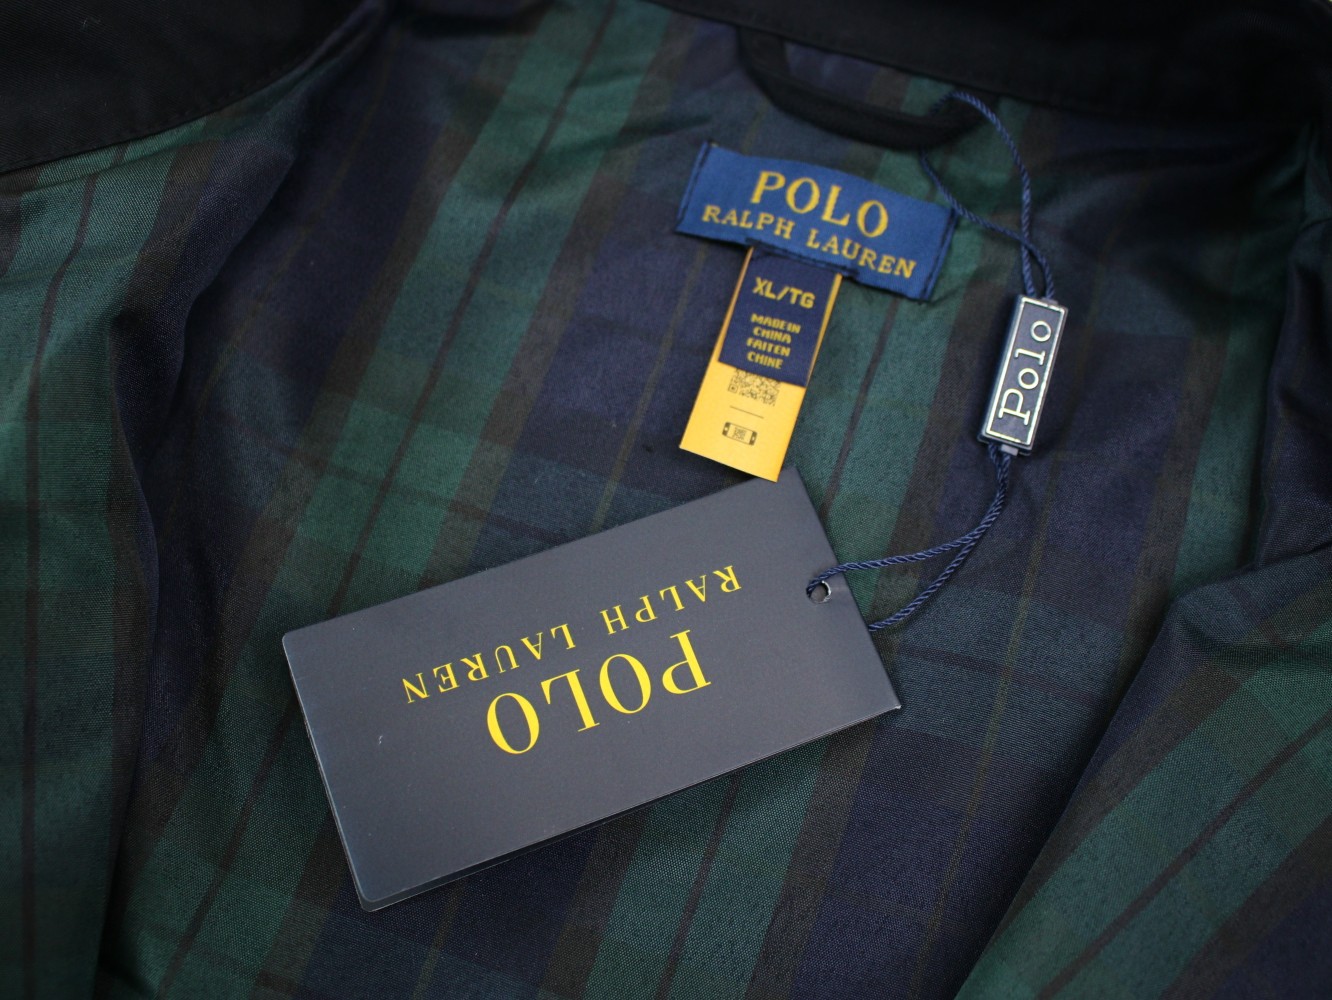 POLO
RALPH LAUREN
XL/TG
MADE IN
CHINA
FAIT EN
CHINE
Polo
POLO
RALPH LAUREN